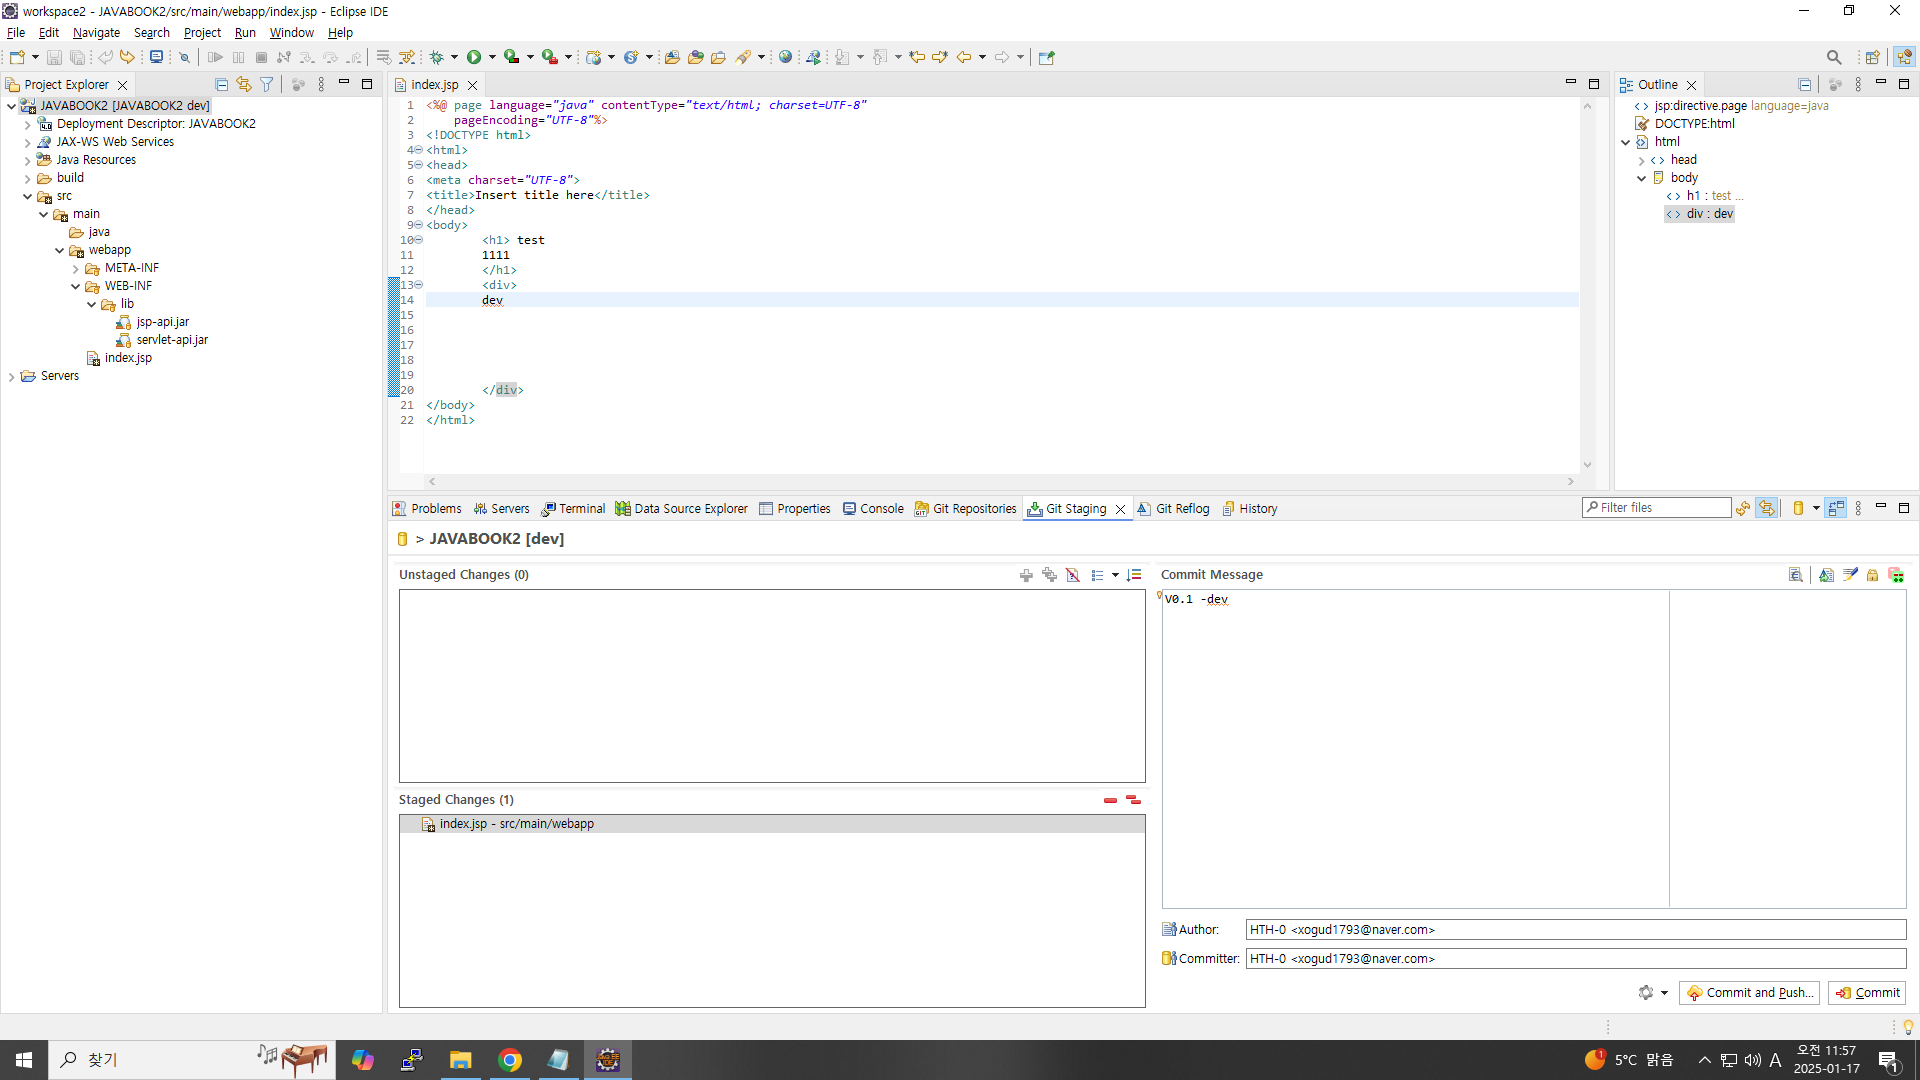 workspace2 - JAVABOOK2/src/main/webapp/index.jsp - Eclipse IDE
File Edit Navigate Search Project Run Window Help
Project Explorer
JAVABOOK2 [JAVABOOK2 dev]
Deployment Descriptor: JAVABOOK2
JAX-WS Web Services
Java Resources
build
src
main
java
webapp
META-INF
WEB-INF
lib
jsp-api.jar
servlet-api.jar
index.jsp
Servers
index.jsp
1 <%@ page language="java" contentType="text/html; charset=UTF-8"
2 pageEncoding="UTF-8"%>
3 <!DOCTYPE html>
4 <html>
5 <head>
6 <meta charset="UTF-8">
7 <title>Insert title here</title>
8 </head>
9 <body>
10 <h1> test
11 1111
12 </h1>
13 <div>
14 dev
15
16
17
18
19
20 </div>
21 </body>
22 </html>
Outline
jsp:directive.page language=java
DOCTYPE:html
html
head
body
h1 : test ...
div : dev
Problems Servers Terminal Data Source Explorer Properties Console Git Repositories Git Staging Git Reflog History
Filter files
> JAVABOOK2 [dev]
Unstaged Changes (0)
Staged Changes (1)
index.jsp - src/main/webapp
Commit Message
V0.1 -dev
Author: HTH-0 <xogud1793@naver.com>
Committer: HTH-0 <xogud1793@naver.com>
Commit and Push... Commit
찾기
1 5°C 맑음 A 오전 11:57
2025-01-17 1